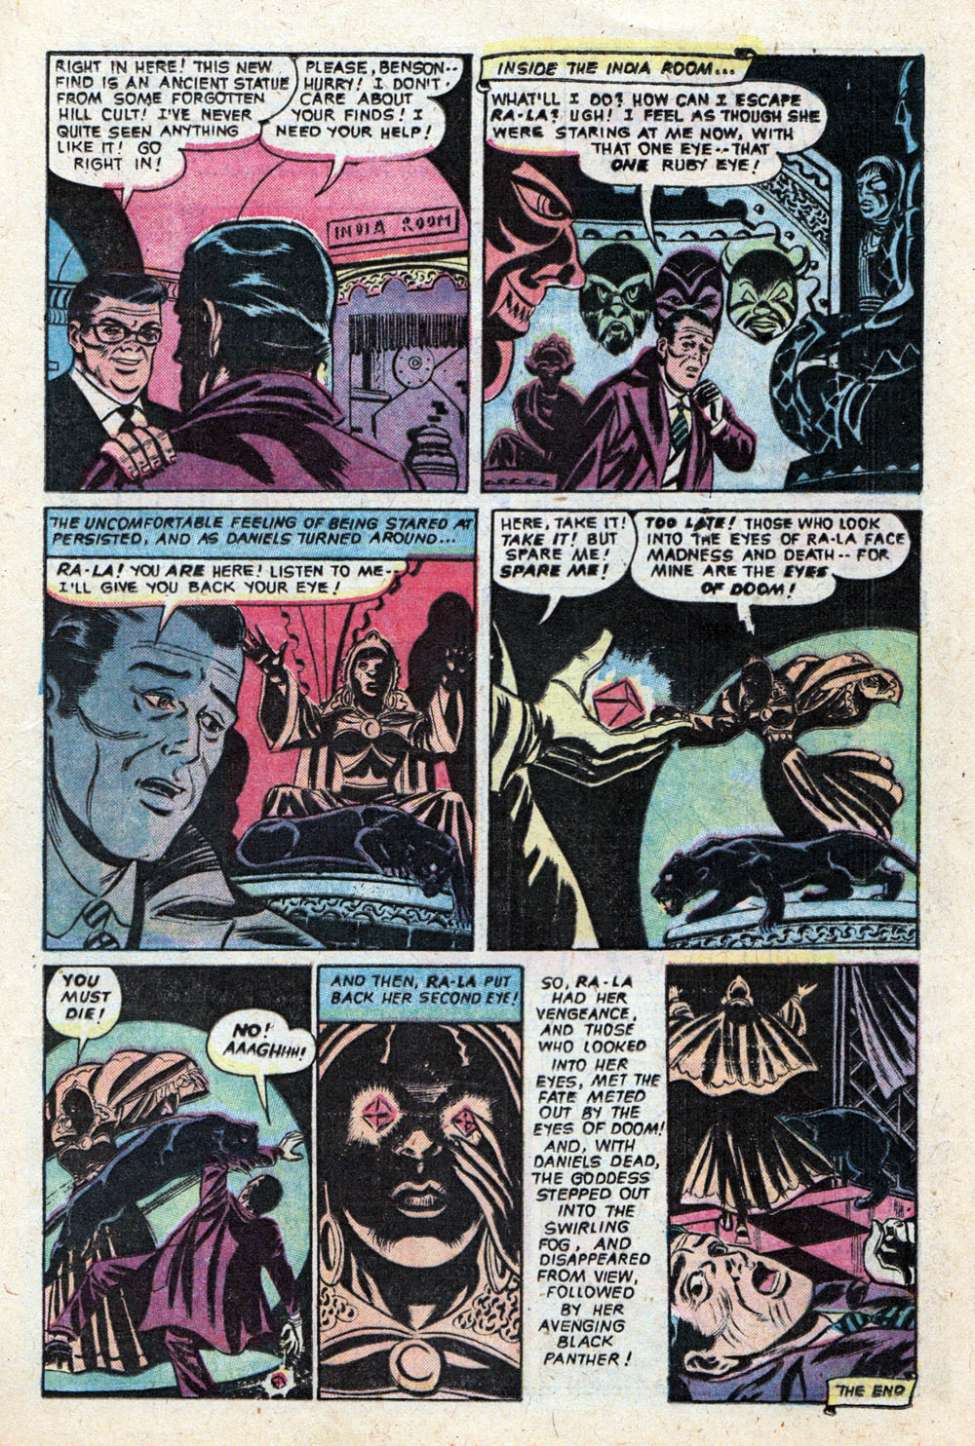 RIGHT IN HERE! THIS NEW
FIND IS AN ANCIENT STATUE
FROM SOME FORGOTTEN
HILL CULT! I'VE NEVER
QUITE SEEN ANYTHING
LIKE IT! GO
RIGHT IN!
PLEASE, BENSON--
HURRY! I DON'T
CARE ABOUT
YOUR FINDS! I
NEED YOUR HELP!
INDIA ROOM
INSIDE THE INDIA ROOM...
WHAT'LL I DO? HOW CAN I ESCAPE
RA-LA? UGH! I FEEL AS THOUGH SHE
WERE STARING AT ME NOW, WITH
THAT ONE EYE--THAT
ONE RUBY EYE!
THE UNCOMFORTABLE FEELING OF BEING STARED AT
PERSISTED, AND AS DANIELS TURNED AROUND...
RA-LA! YOU ARE HERE! LISTEN TO ME--
I'LL GIVE YOU BACK YOUR EYE!
HERE, TAKE IT!
TAKE IT! BUT
SPARE ME!
SPARE ME!
TOO LATE! THOSE WHO LOOK
INTO THE EYES OF RA-LA FACE
MADNESS AND DEATH-- FOR
MINE ARE THE EYES
OF DOOM!
YOU
MUST
DIE!
NO!
AAAGHHH!
AND THEN, RA-LA PUT
BACK HER SECOND EYE!
SO, RA-LA
HAD HER
VENGEANCE,
AND THOSE
WHO LOOKED
INTO HER
EYES, MET THE
FATE METED
OUT BY THE
EYES OF DOOM!
AND, WITH
DANIELS DEAD,
THE GODDESS
STEPPED OUT
INTO THE
SWIRLING
FOG, AND
DISAPPEARED
FROM VIEW,
FOLLOWED
BY HER
AVENGING
BLACK
PANTHER!
THE END